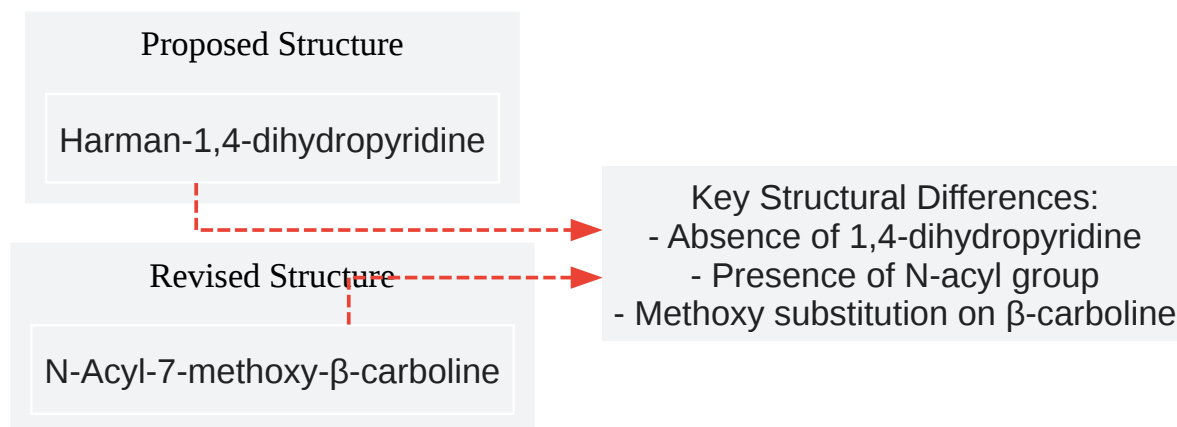 Proposed Structure
Harman-1,4-dihydropyridine
Revised Structure
N-Acyl-7-methoxy-β-carboline
Key Structural Differences:
- Absence of 1,4-dihydropyridine
- Presence of N-acyl group
- Methoxy substitution on β-carboline